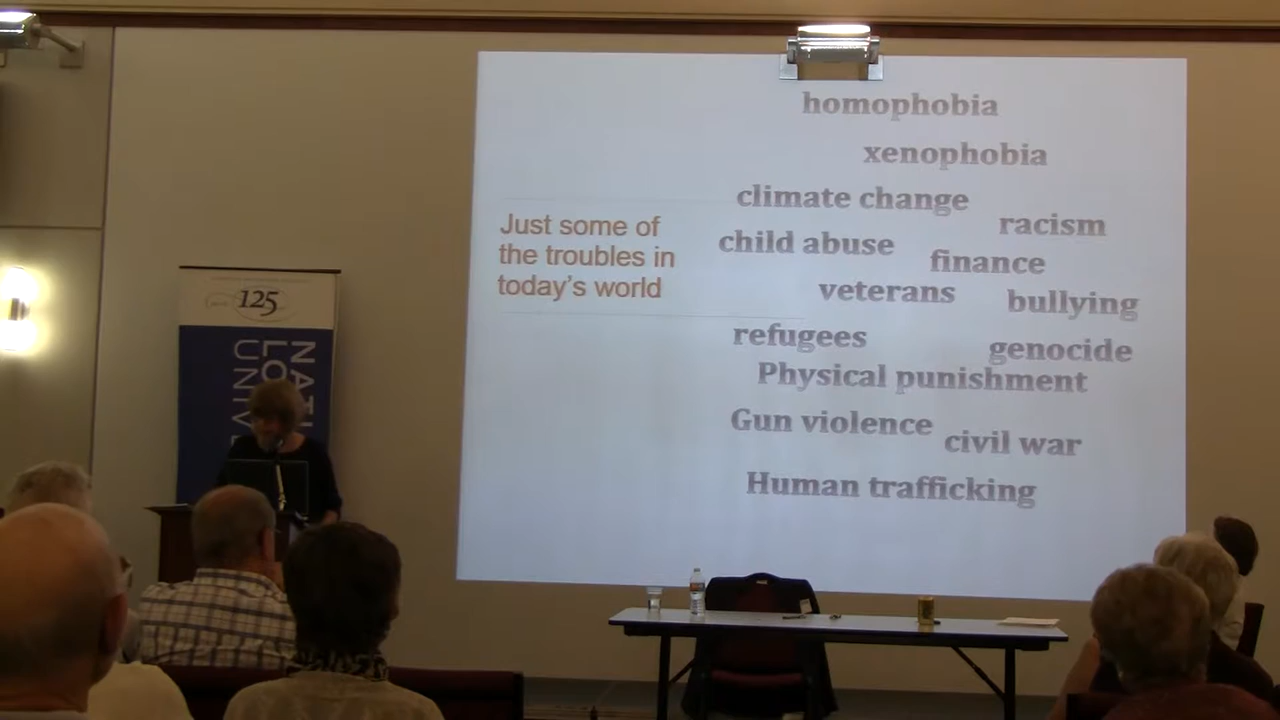 homophobia
xenophobia
climate change
racism
Just some of
the troubles in
today's world
child abuse
finance
veterans
bullying
refugees
genocide
Physical punishment
Gun violence
civil war
Human trafficking
125